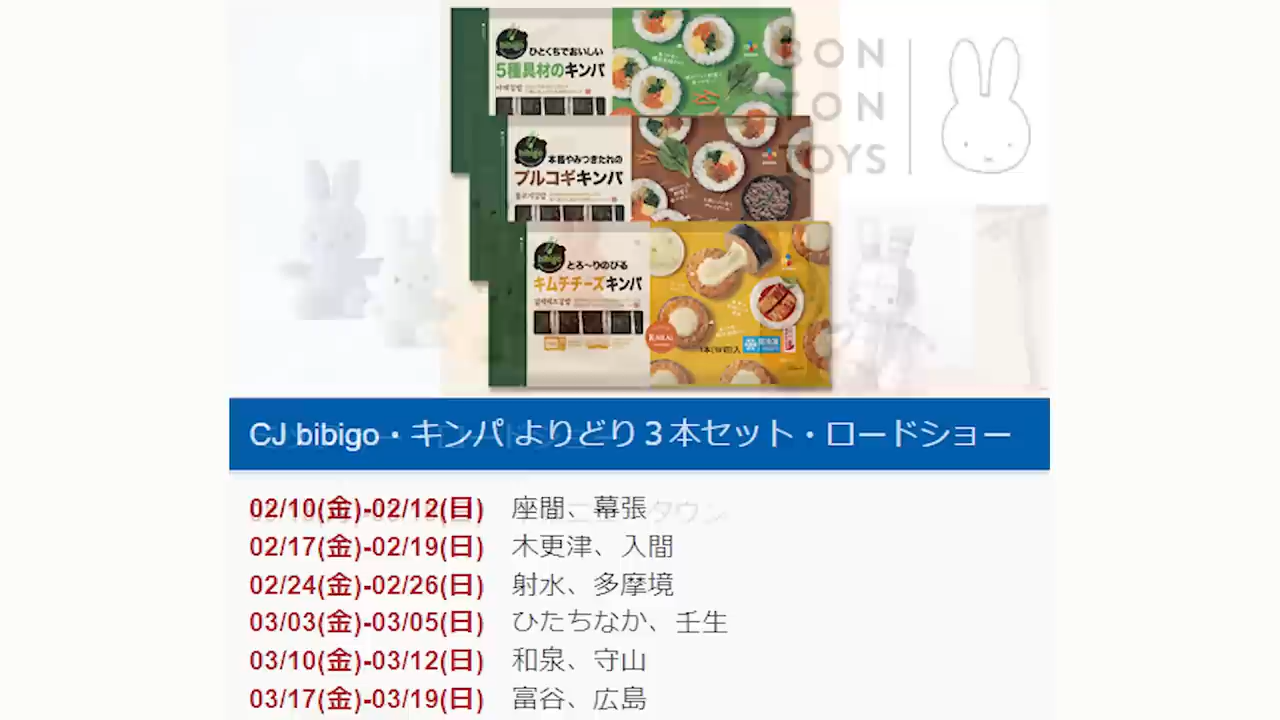 bibigo
ひとくちでおいしい
5種具材のキンパ
BON
TON
TOYS
bibigo
本格やみつきたれの
プルコギキンパ
bibigo
とろ〜りのびる
キムチチーズキンパ
CJ bibigo・キンパ よりどり３本セット・ロードショー
02/10(金)-02/12(日) 座間、幕張
02/17(金)-02/19(日) 木更津、入間
02/24(金)-02/26(日) 射水、多摩境
03/03(金)-03/05(日) ひたちなか、壬生
03/10(金)-03/12(日) 和泉、守山
03/17(金)-03/19(日) 富谷、広島